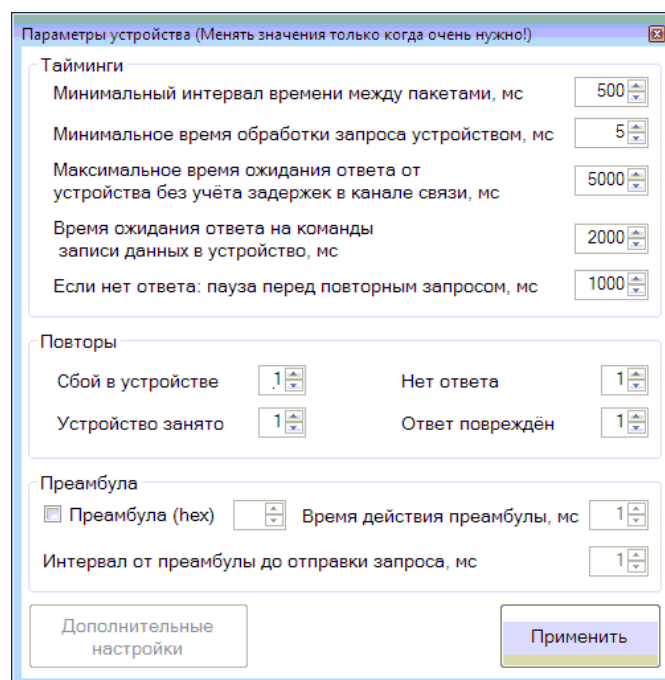 Параметры устройства (Менять значения только когда очень нужно!)
Тайминги
Минимальный интервал времени между пакетами, мс 500
Минимальное время обработки запроса устройством, мс 5
Максимальное время ожидания ответа от
устройства без учёта задержек в канале связи, мс 5000
Время ожидания ответа на команды
записи данных в устройство, мс 2000
Если нет ответа: пауза перед повторным запросом, мс 1000
Повторы
Сбой в устройстве 1 Нет ответа 1
Устройство занято 1 Ответ повреждён 1
Преамбула
Преамбула (hex) Время действия преамбулы, мс 1
Интервал от преамбулы до отправки запроса, мс 1
Дополнительные
настройки
Применить